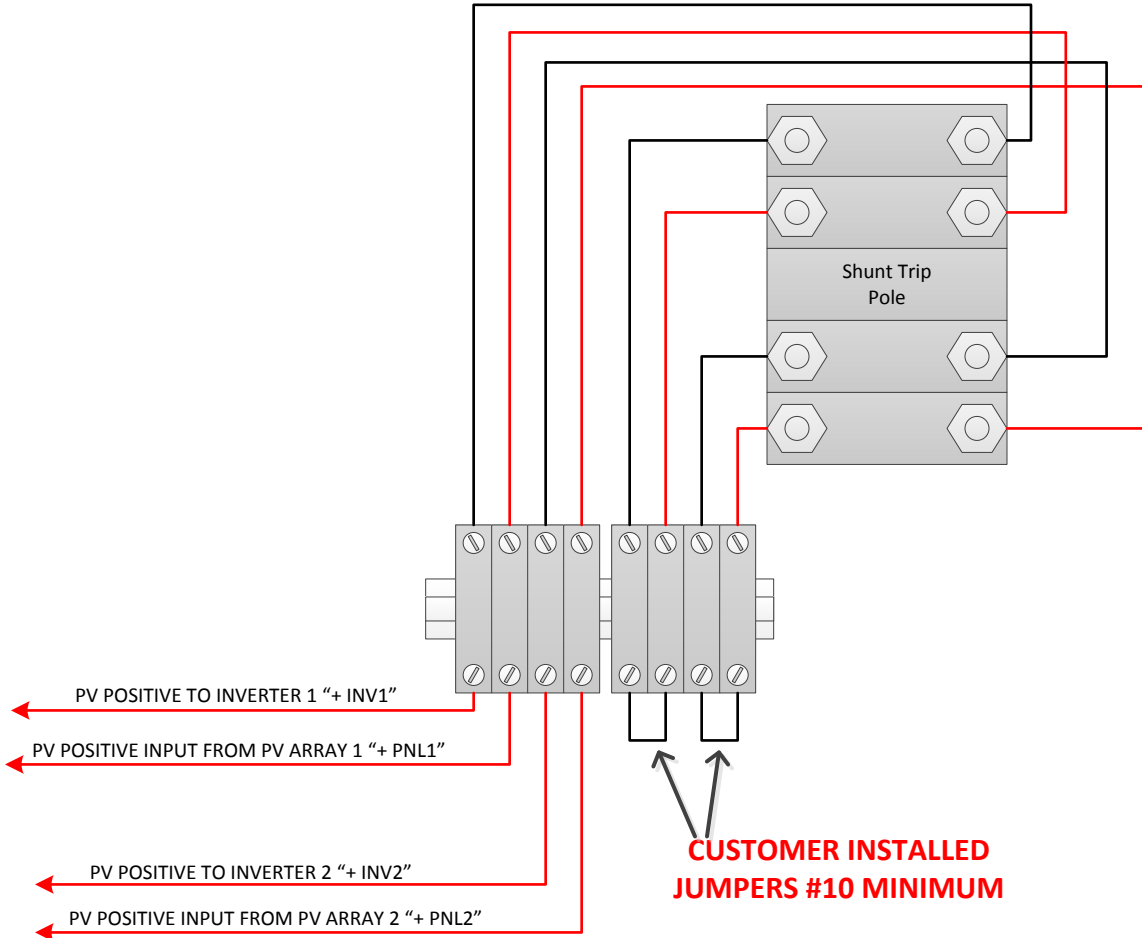 Shunt Trip
Pole
PV POSITIVE TO INVERTER 1 “+ INV1”
PV POSITIVE INPUT FROM PV ARRAY 1 “+ PNL1”
PV POSITIVE TO INVERTER 2 “+ INV2”
PV POSITIVE INPUT FROM PV ARRAY 2 “+ PNL2”
CUSTOMER INSTALLED
JUMPERS #10 MINIMUM